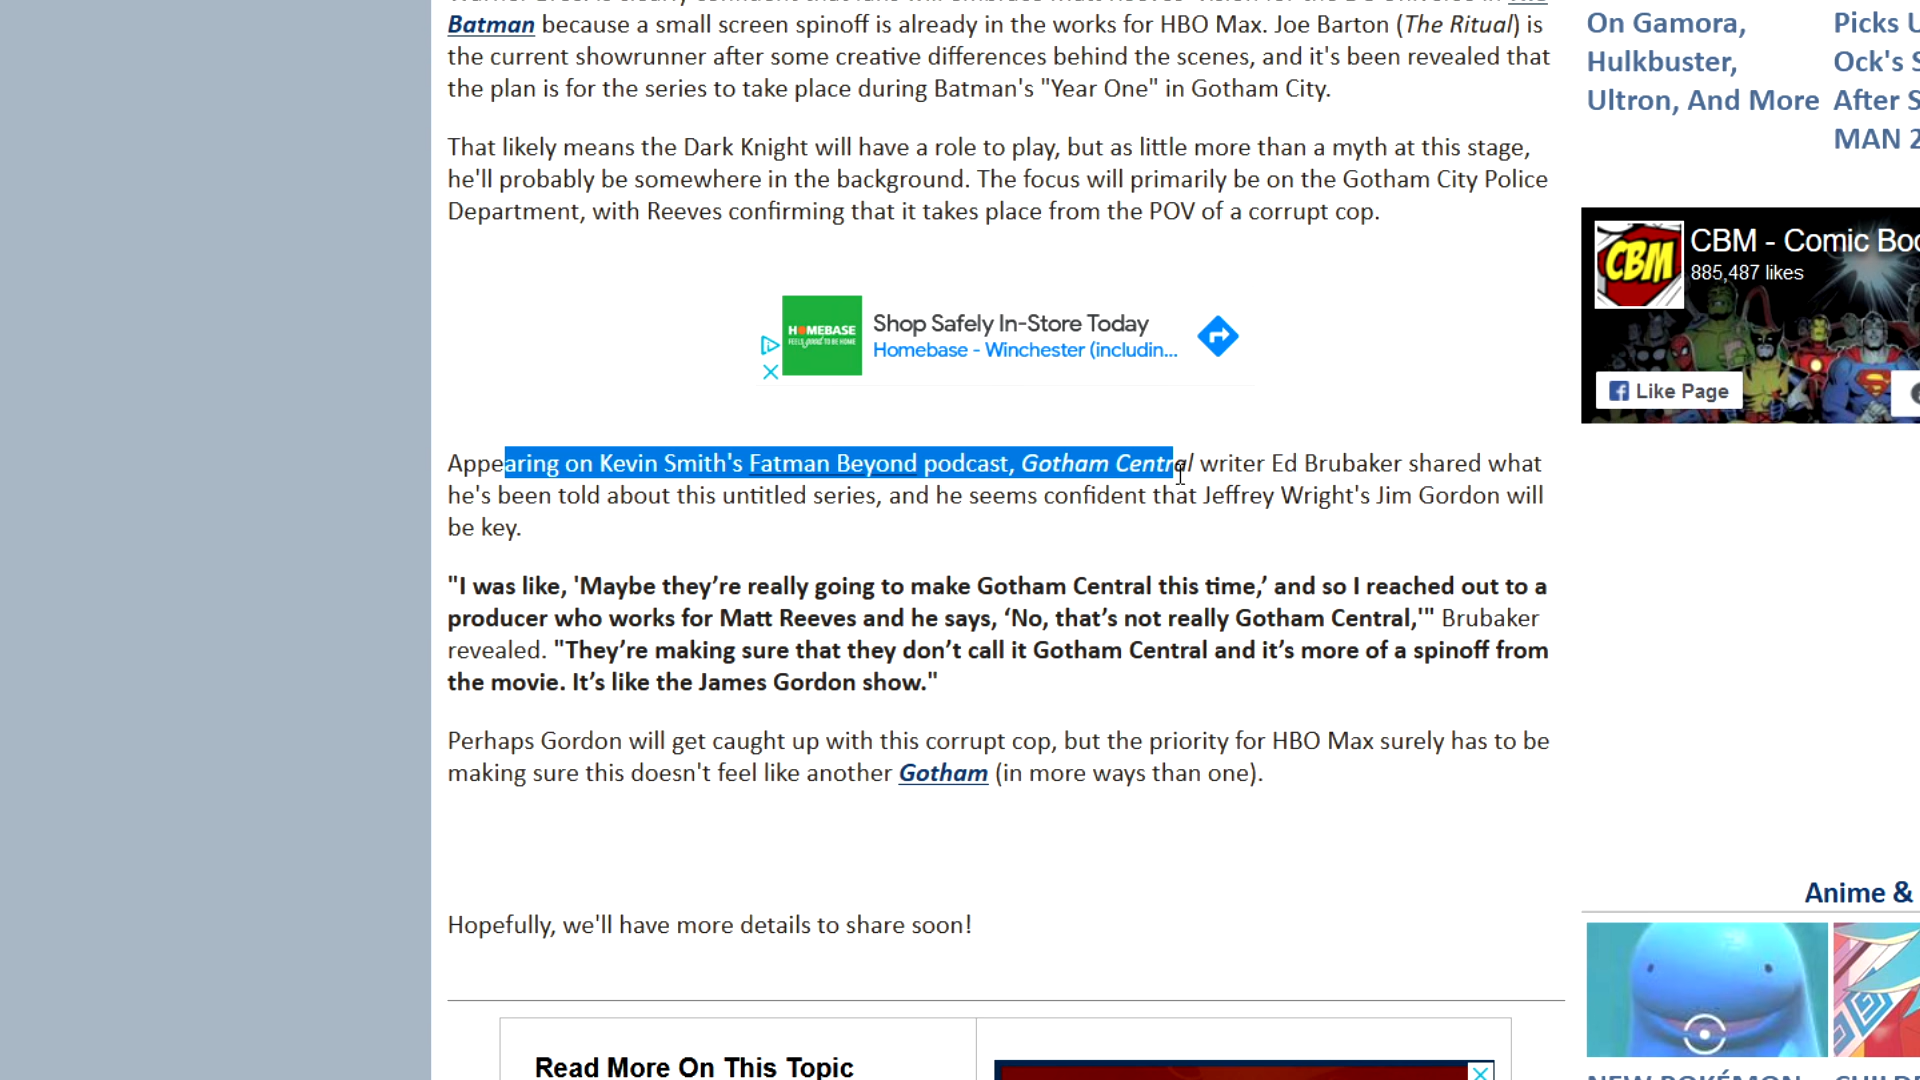 Batman because a small screen spinoff is already in the works for HBO Max. Joe Barton (The Ritual) is
the current showrunner after some creative differences behind the scenes, and it's been revealed that
the plan is for the series to take place during Batman's "Year One" in Gotham City.
That likely means the Dark Knight will have a role to play, but as little more than a myth at this stage,
he'll probably be somewhere in the background. The focus will primarily be on the Gotham City Police
Department, with Reeves confirming that it takes place from the POV of a corrupt cop.
HOMEBASE
FEELS good TO BE HOME
Shop Safely In-Store Today
Homebase - Winchester (includin...
Appearing on Kevin Smith's Fatman Beyond podcast, Gotham Central writer Ed Brubaker shared what
he's been told about this untitled series, and he seems confident that Jeffrey Wright's Jim Gordon will
be key.
"I was like, 'Maybe they’re really going to make Gotham Central this time,’ and so I reached out to a
producer who works for Matt Reeves and he says, ‘No, that’s not really Gotham Central,'" Brubaker
revealed. "They’re making sure that they don’t call it Gotham Central and it’s more of a spinoff from
the movie. It’s like the James Gordon show."
Perhaps Gordon will get caught up with this corrupt cop, but the priority for HBO Max surely has to be
making sure this doesn't feel like another Gotham (in more ways than one).
Hopefully, we'll have more details to share soon!
Read More On This Topic
On Gamora,
Hulkbuster,
Ultron, And More
Picks
Ock's
After
MAN 2
CBM
CBM - Comic
885,487 likes
Like Page
Anime &